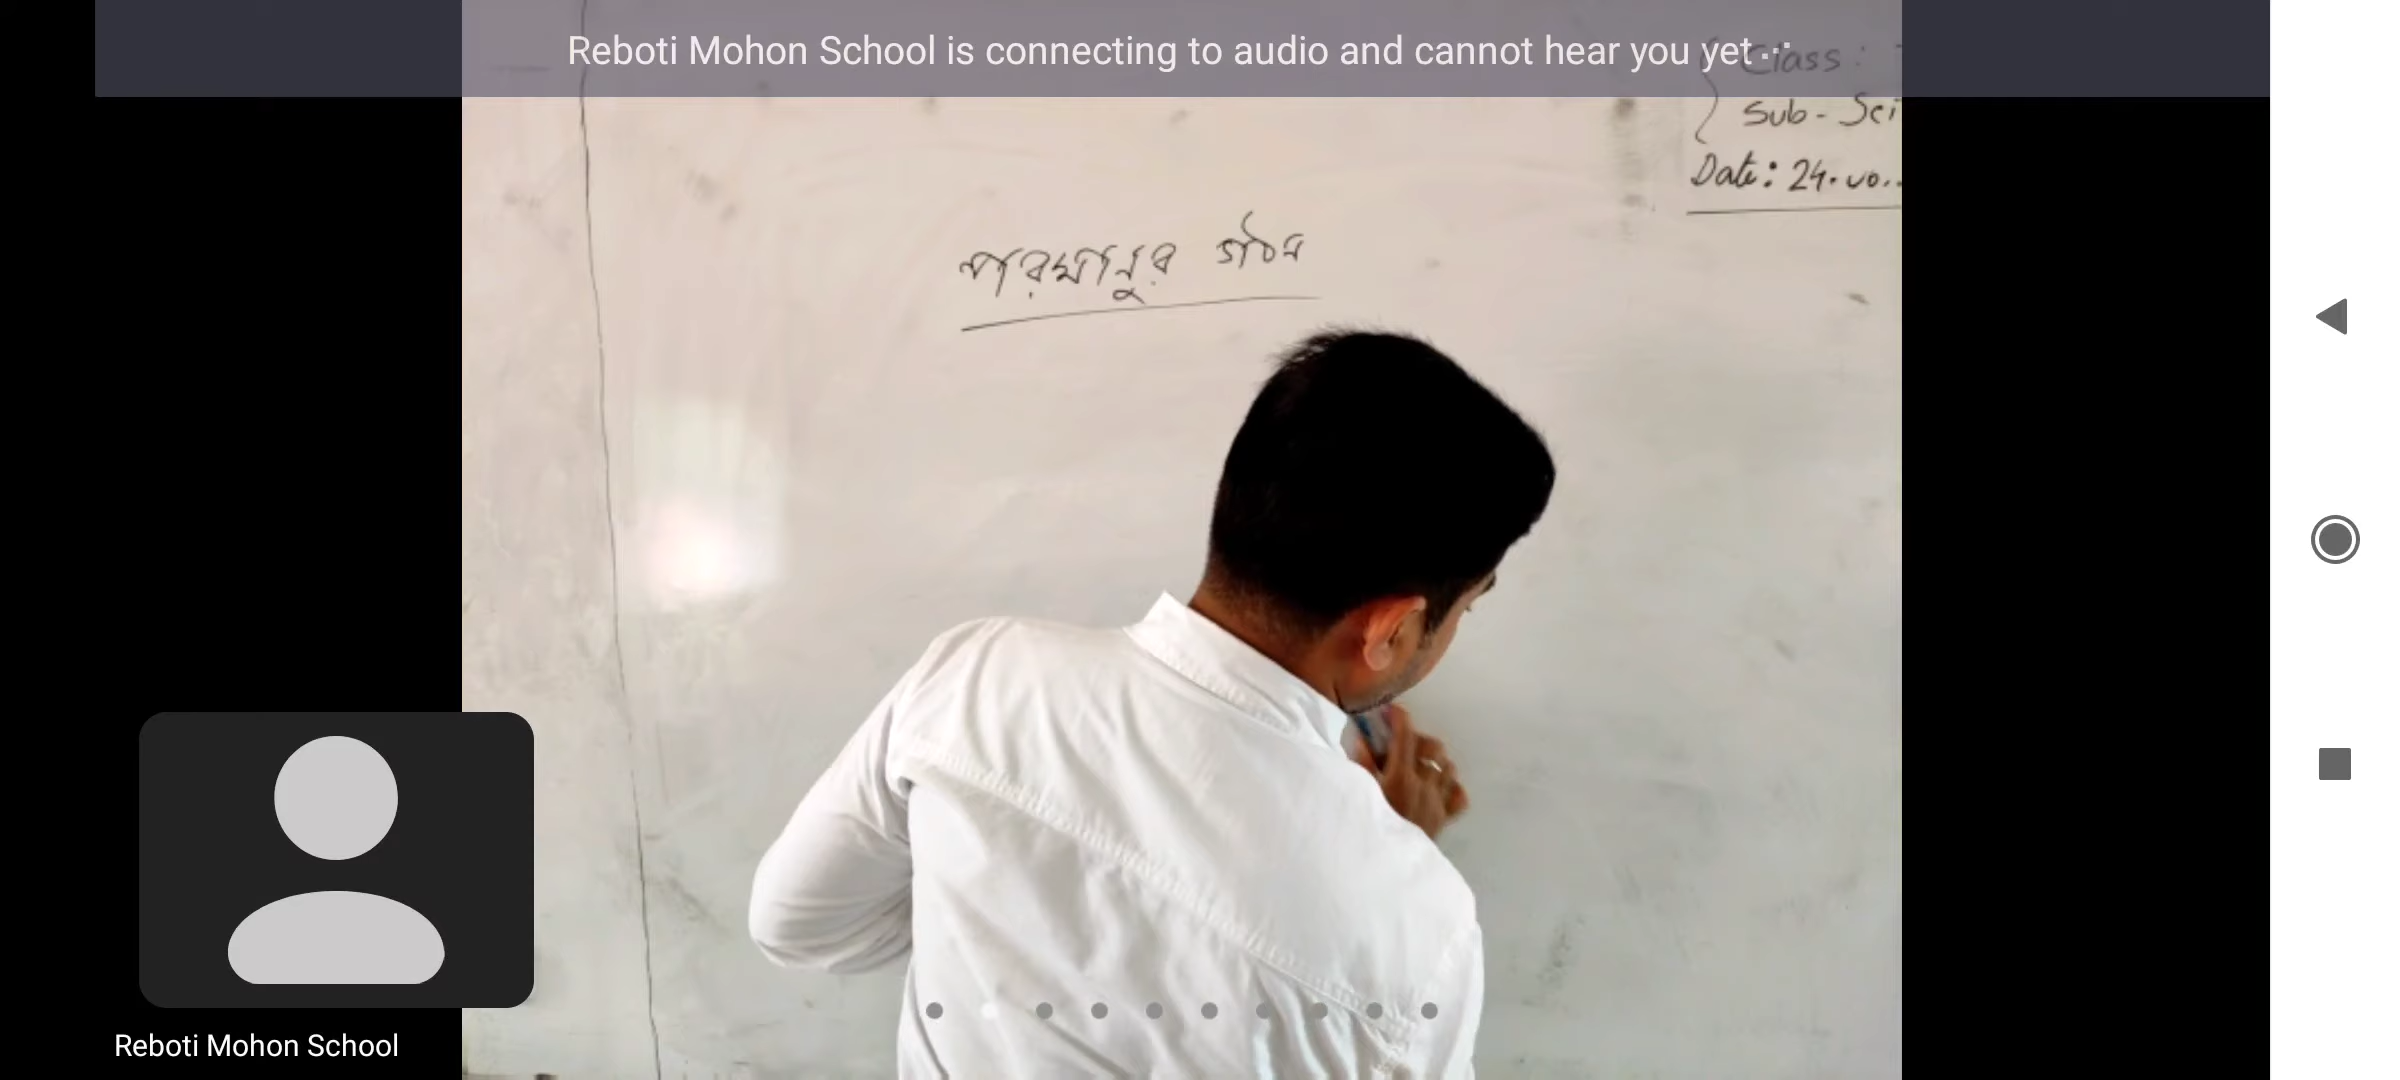 Reboti Mohon School is connecting to audio and cannot hear you yet
Class :
Sub - Sci
Date : 24.
পরমানুর গঠন
Reboti Mohon School